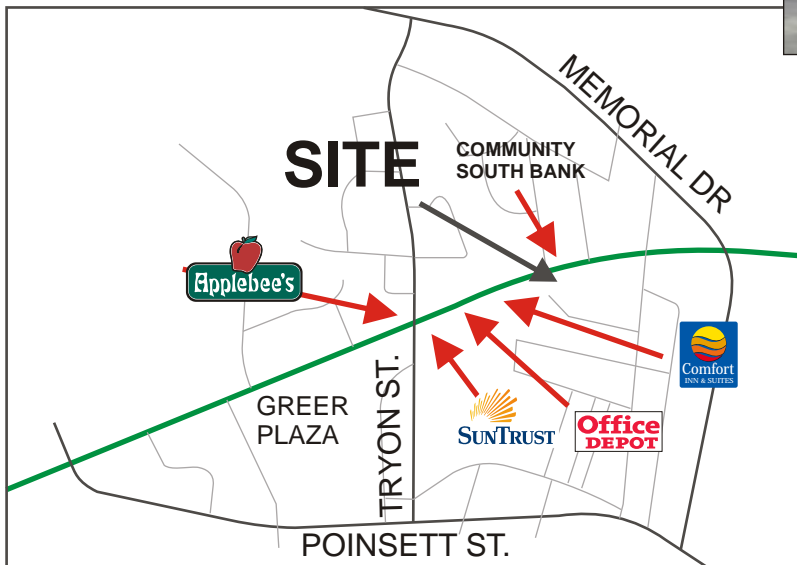 MEMORIAL DR
SITE
COMMUNITY
SOUTH BANK
Applebee's
Comfort
INN & SUITES
TRYON ST.
GREER
PLAZA
SUNTRUST
Office
DEPOT
POINSETT ST.